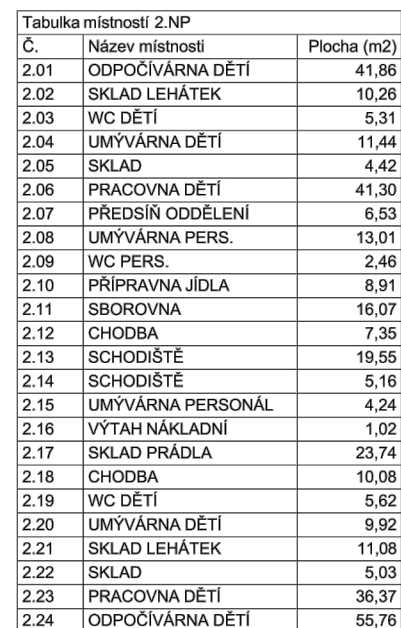 Tabulka místností 2.NP
Č. Název místnosti Plocha (m2)
2.01 ODPOČÍVÁRNA DĚTÍ 41,86
2.02 SKLAD LEHÁTEK 10,26
2.03 WC DĚTÍ 5,31
2.04 UMÝVÁRNA DĚTÍ 11,44
2.05 SKLAD 4,42
2.06 PRACOVNA DĚTÍ 41,30
2.07 PŘEDSÍŇ ODDĚLENÍ 6,53
2.08 UMÝVÁRNA PERS. 13,01
2.09 WC PERS. 2,46
2.10 PŘÍPRAVNA JÍDLA 8,91
2.11 SBOROVNA 16,07
2.12 CHODBA 7,35
2.13 SCHODIŠTĚ 19,55
2.14 SCHODIŠTĚ 5,16
2.15 UMÝVÁRNA PERSONÁL 4,24
2.16 VÝTAH NÁKLADNÍ 1,02
2.17 SKLAD PRÁDLA 23,74
2.18 CHODBA 10,08
2.19 WC DĚTÍ 5,62
2.20 UMÝVÁRNA DĚTÍ 9,92
2.21 SKLAD LEHÁTEK 11,08
2.22 SKLAD 5,03
2.23 PRACOVNA DĚTÍ 36,37
2.24 ODPOČÍVÁRNA DĚTÍ 55,76